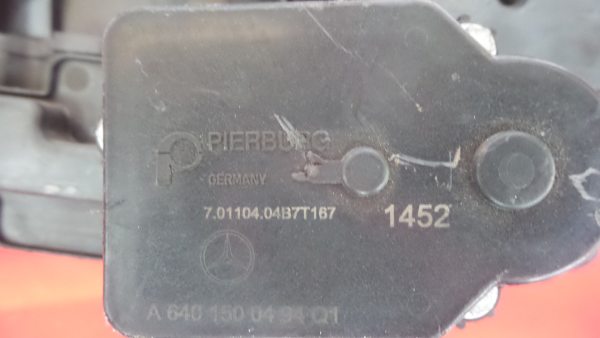 PIERBURG
GERMANY
7.01104.04B7T167
1452
A 640 150 04 94 Q1